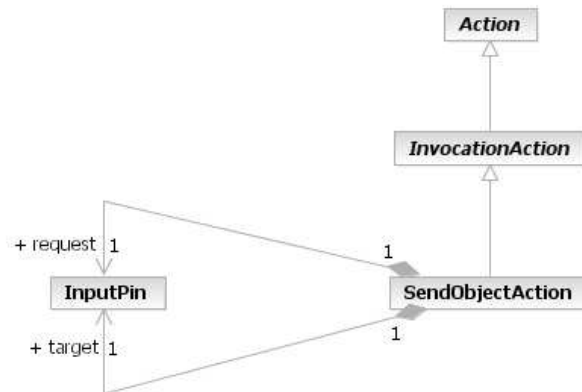 Action
InvocationAction
+ request 1
1
InputPin
SendObjectAction
+ target 1
1